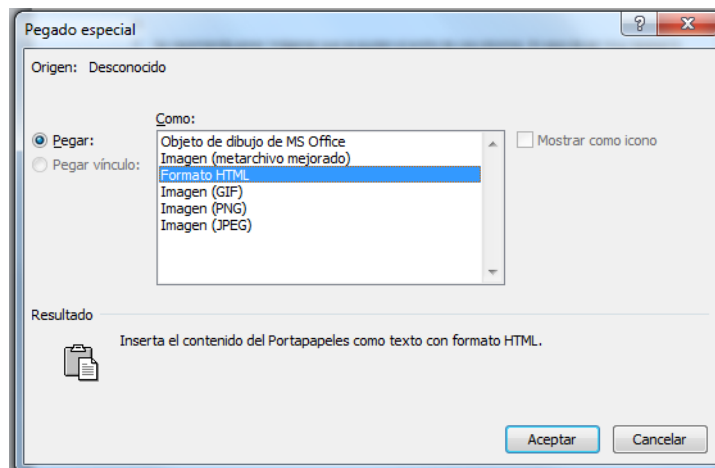 Pegado especial
Origen: Desconocido
Como:
Pegar:
Pegar vínculo:
Objeto de dibujo de MS Office
Imagen (metarchivo mejorado)
Formato HTML
Imagen (GIF)
Imagen (PNG)
Imagen (JPEG)
Mostrar como icono
Resultado
Inserta el contenido del Portapapeles como texto con formato HTML.
Aceptar
Cancelar